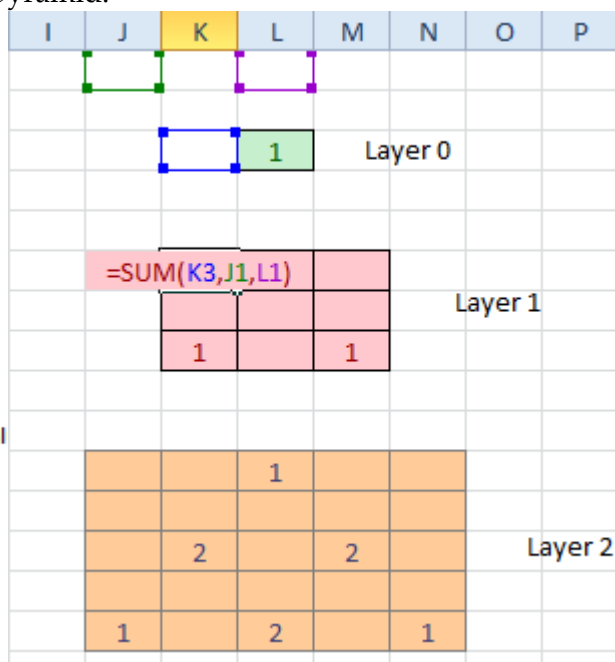 I J K L M N O P
1 Layer 0
=SUM(K3,J1,L1)
Layer 1
1 1
1
2 2 Layer 2
1 2 1